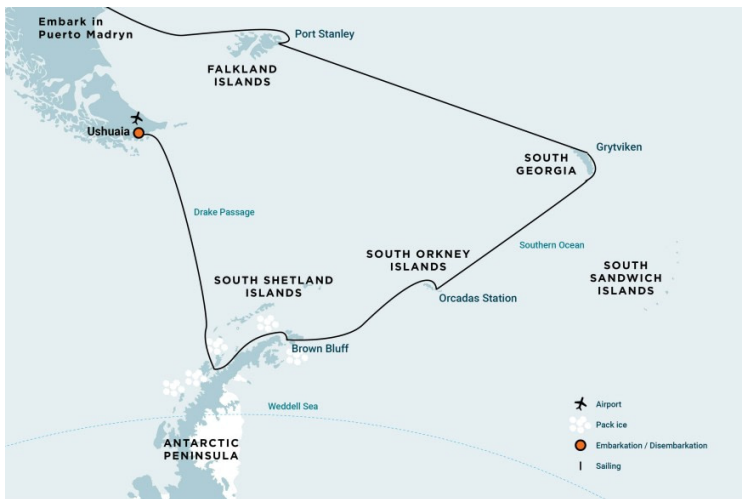 Embark in
Puerto Madryn
Port Stanley
FALKLAND
ISLANDS
Ushuaia
Grytviken
SOUTH
GEORGIA
Drake Passage
Southern Ocean
SOUTH ORKNEY
ISLANDS
SOUTH
SANDWICH
ISLANDS
SOUTH SHETLAND
ISLANDS
Orcadas Station
Brown Bluff
Weddell Sea
ANTARCTIC
PENINSULA
Airport
Pack ice
Embarkation / Disembarkation
Sailing